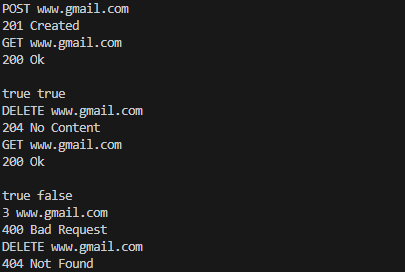 POST www.gmail.com
201 Created
GET www.gmail.com
200 Ok

true true
DELETE www.gmail.com
204 No Content
GET www.gmail.com
200 Ok

true false
3 www.gmail.com
400 Bad Request
DELETE www.gmail.com
404 Not Found